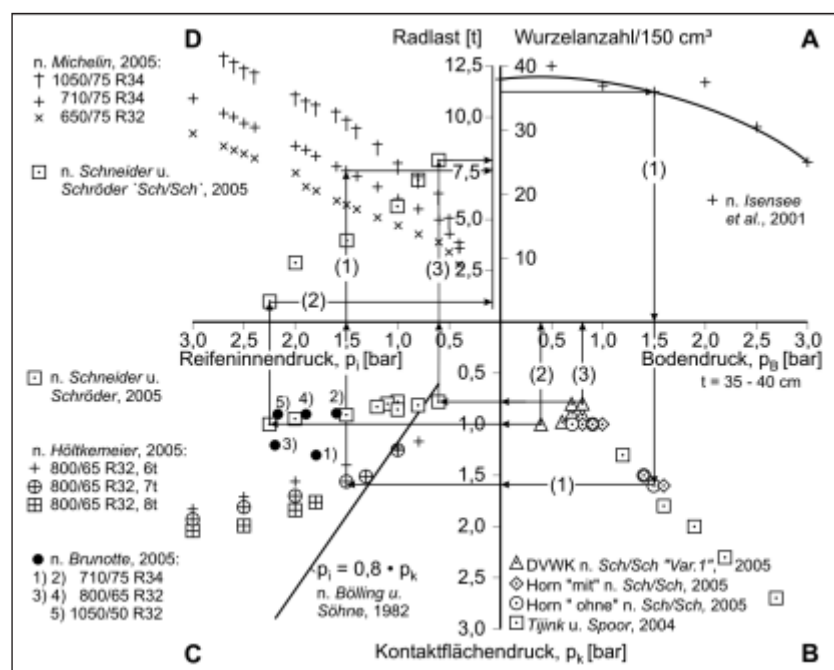 D
Radlast [t]
Wurzelanzahl/150 cm³
A
n. Michelin, 2005:
† 1050/75 R34
+ 710/75 R34
× 650/75 R32
n. Schneider u.
Schröder `Sch/Sch´, 2005
12,5
10,0
7,5
5,0
2,5
40
30
20
10
(1)
(1)
(2)
(3)
+ n. Isensee
et al., 2001
3,0 2,5 2,0 1,5 1,0 0,5
0,5 1,0 1,5 2,0 2,5 3,0
Reifeninnendruck, pi [bar]
Bodendruck, pB [bar]
t = 35 - 40 cm
n. Schneider u.
Schröder, 2005
n. Höltkemeier, 2005:
+ 800/65 R32, 6t
⊕ 800/65 R32, 7t
⊞ 800/65 R32, 8t
● n. Brunotte, 2005:
1) 2) 710/75 R34
3) 4) 800/65 R32
5) 1050/50 R32
5) 4) 2)
3) 1)
0,5
1,0
1,5
2,0
2,5
3,0
(2) (3)
(1)
pi = 0,8 • pk
n. Bölling u.
Söhne, 1982
DVWK n. Sch/Sch "Var.1", 2005
Horn "mit" n. Sch/Sch, 2005
Horn " ohne" n. Sch/Sch, 2005
Tijink u. Spoor, 2004
C
Kontaktflächendruck, pk [bar]
B